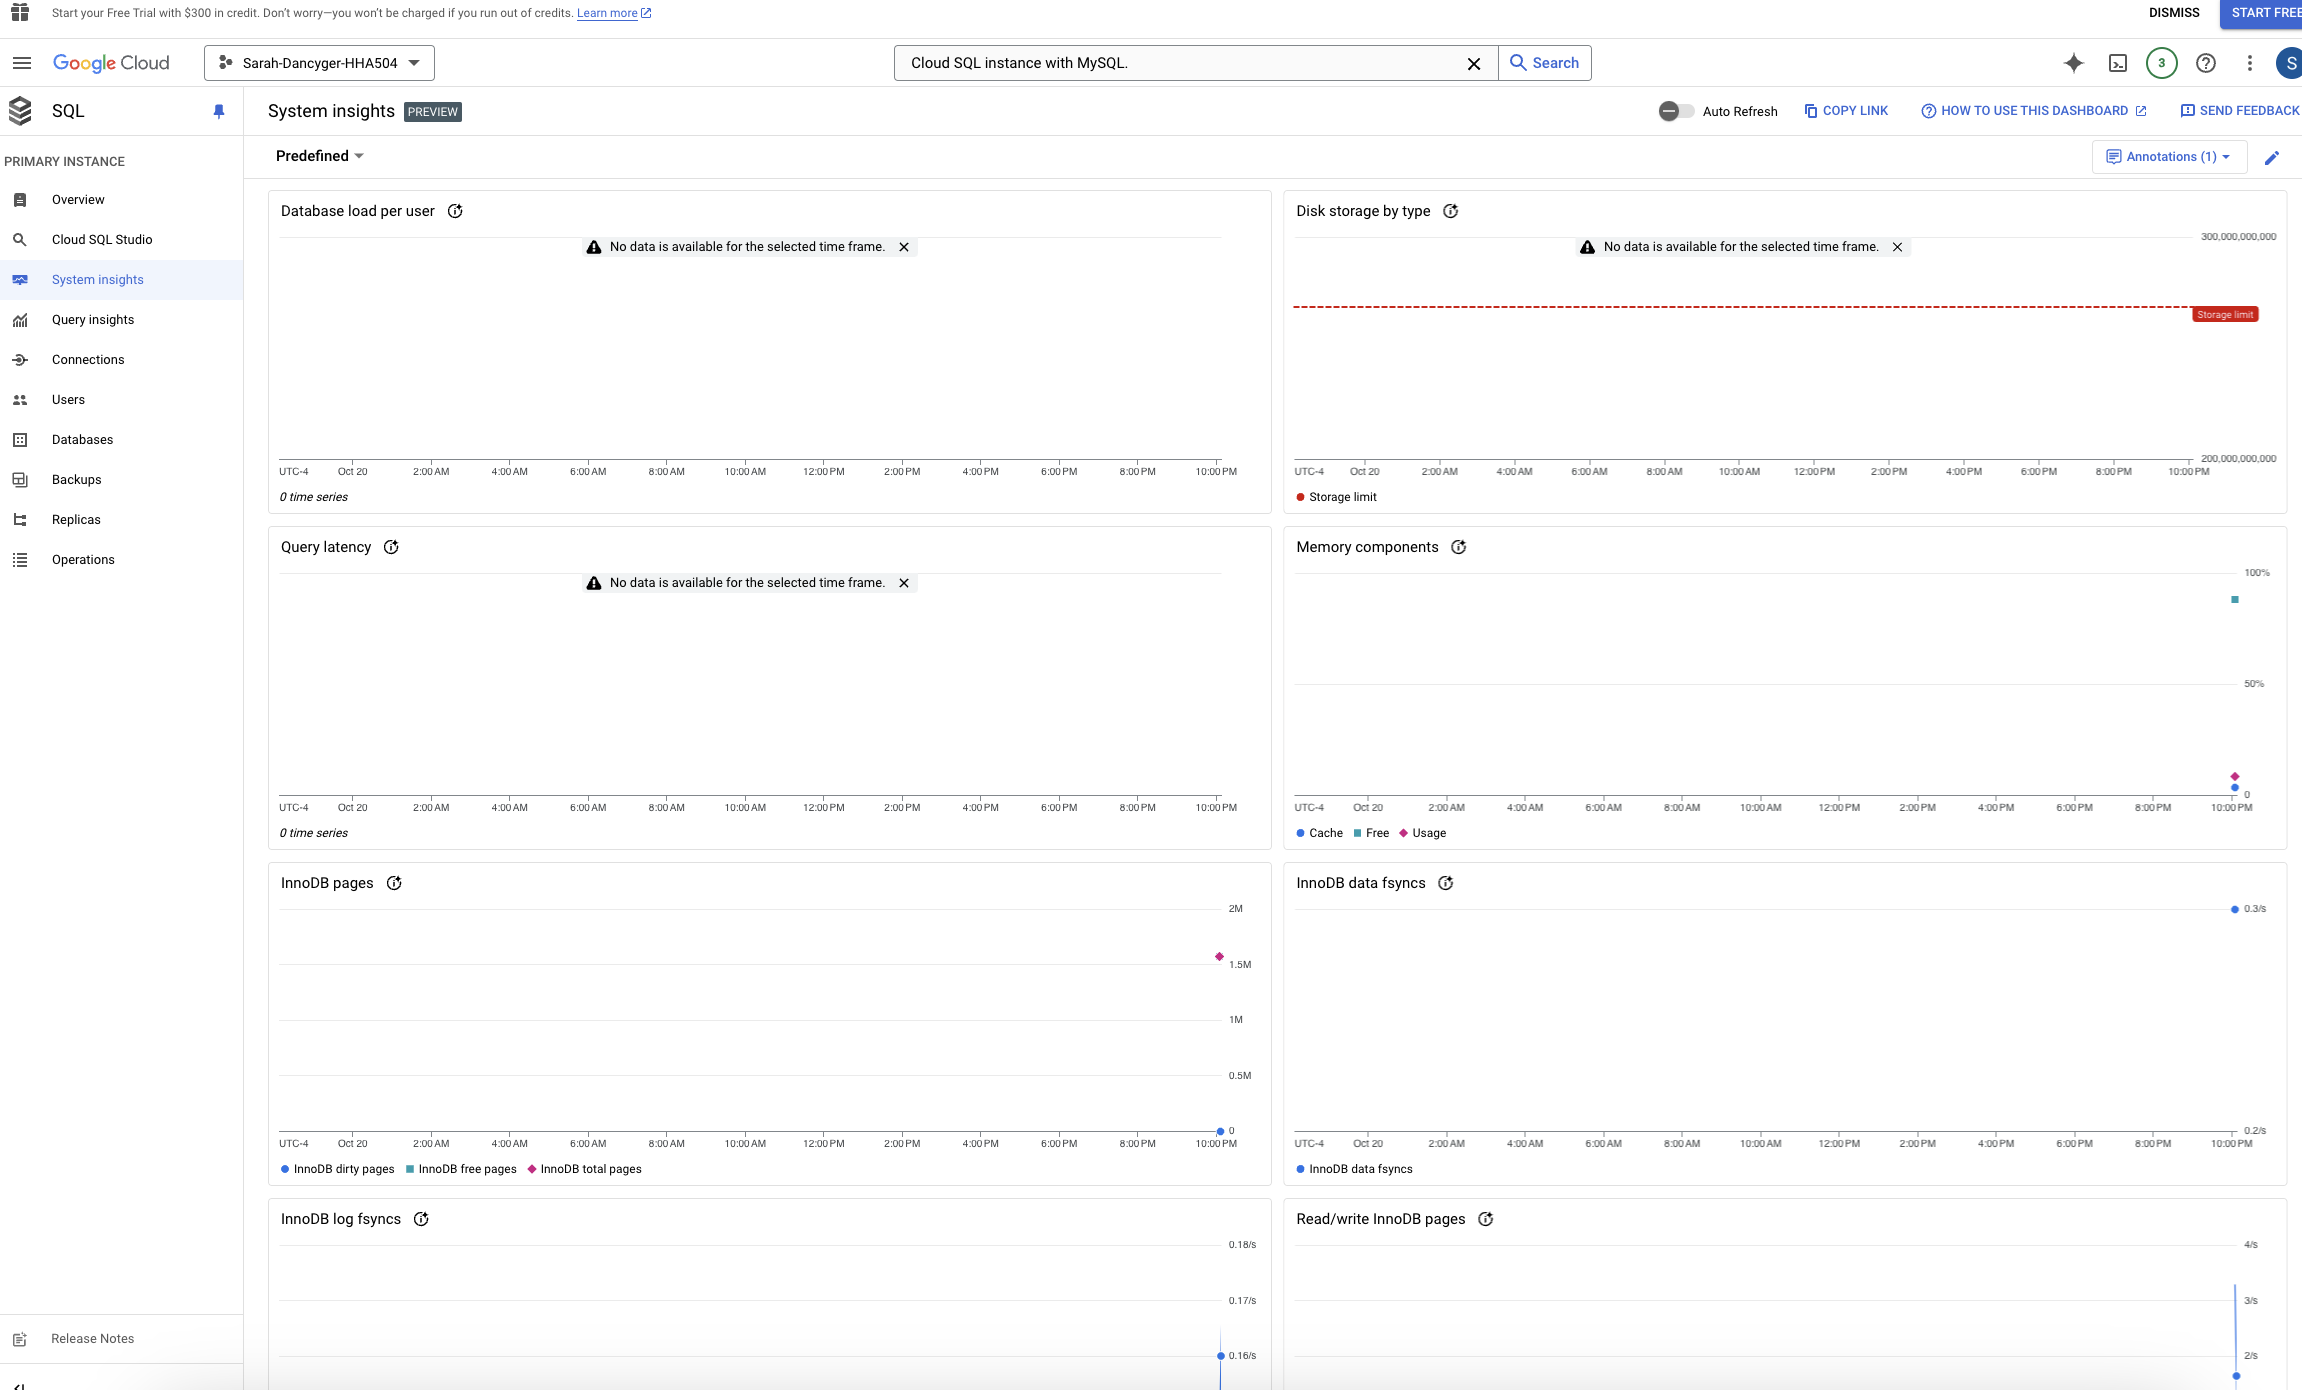 Start your Free Trial with $300 in credit. Don't worry—you won't be charged if you run out of credits. Learn more
DISMISS
START FREE
Google Cloud
Sarah-Dancyger-HHA504
Cloud SQL instance with MySQL.
Search
3
S
SQL
System insights PREVIEW
Auto Refresh
COPY LINK
HOW TO USE THIS DASHBOARD
SEND FEEDBACK
PRIMARY INSTANCE
Overview
Cloud SQL Studio
System insights
Query insights
Connections
Users
Databases
Backups
Replicas
Operations
Release Notes
Predefined
Annotations (1)
Database load per user
No data is available for the selected time frame.
UTC-4 Oct 20 2:00 AM 4:00 AM 6:00 AM 8:00 AM 10:00 AM 12:00 PM 2:00 PM 4:00 PM 6:00 PM 8:00 PM 10:00 PM
0 time series
Disk storage by type
No data is available for the selected time frame.
300,000,000,000
Storage limit
200,000,000,000
UTC-4 Oct 20 2:00 AM 4:00 AM 6:00 AM 8:00 AM 10:00 AM 12:00 PM 2:00 PM 4:00 PM 6:00 PM 8:00 PM 10:00 PM
Storage limit
Query latency
No data is available for the selected time frame.
UTC-4 Oct 20 2:00 AM 4:00 AM 6:00 AM 8:00 AM 10:00 AM 12:00 PM 2:00 PM 4:00 PM 6:00 PM 8:00 PM 10:00 PM
0 time series
Memory components
100%
50%
0
UTC-4 Oct 20 2:00 AM 4:00 AM 6:00 AM 8:00 AM 10:00 AM 12:00 PM 2:00 PM 4:00 PM 6:00 PM 8:00 PM 10:00 PM
Cache Free Usage
InnoDB pages
2M
1.5M
1M
0.5M
0
UTC-4 Oct 20 2:00 AM 4:00 AM 6:00 AM 8:00 AM 10:00 AM 12:00 PM 2:00 PM 4:00 PM 6:00 PM 8:00 PM 10:00 PM
InnoDB dirty pages InnoDB free pages InnoDB total pages
InnoDB data fsyncs
0.3/s
0.2/s
UTC-4 Oct 20 2:00 AM 4:00 AM 6:00 AM 8:00 AM 10:00 AM 12:00 PM 2:00 PM 4:00 PM 6:00 PM 8:00 PM 10:00 PM
InnoDB data fsyncs
InnoDB log fsyncs
0.18/s
0.17/s
0.16/s
Read/write InnoDB pages
4/s
3/s
2/s